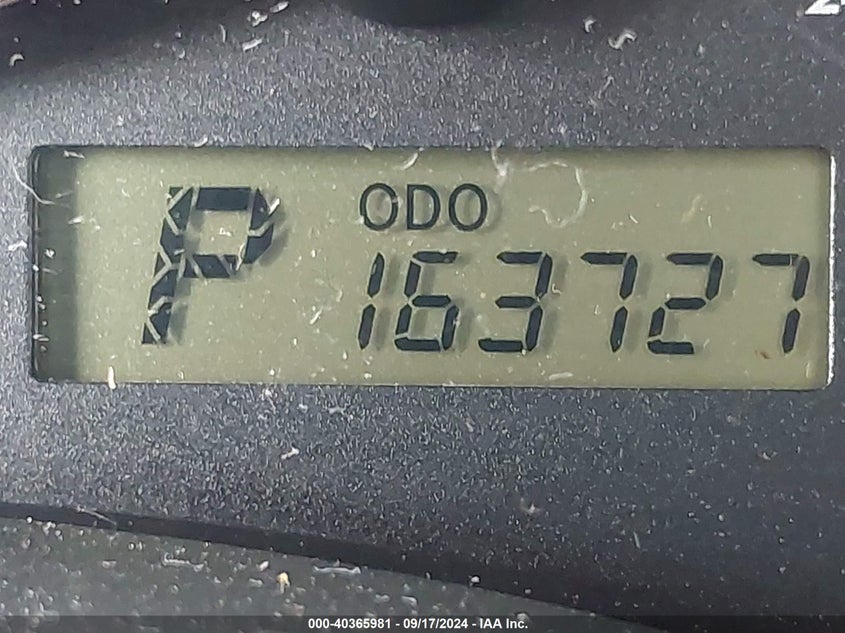 P
ODO
163727
000-40365981 - 09/17/2024 - IAA Inc.